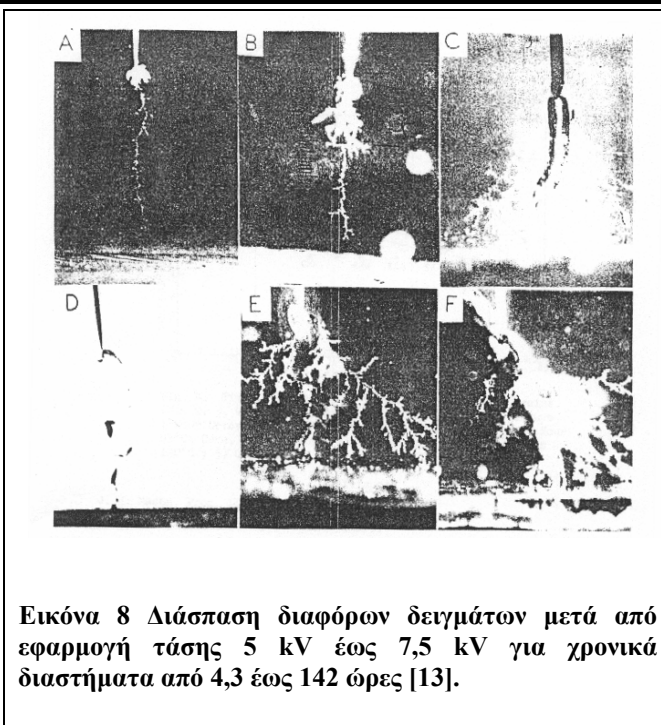 A B C
D E F
Εικόνα 8 Διάσπαση διαφόρων δειγμάτων μετά από
εφαρμογή τάσης 5 kV έως 7,5 kV για χρονικά
διαστήματα από 4,3 έως 142 ώρες [13].